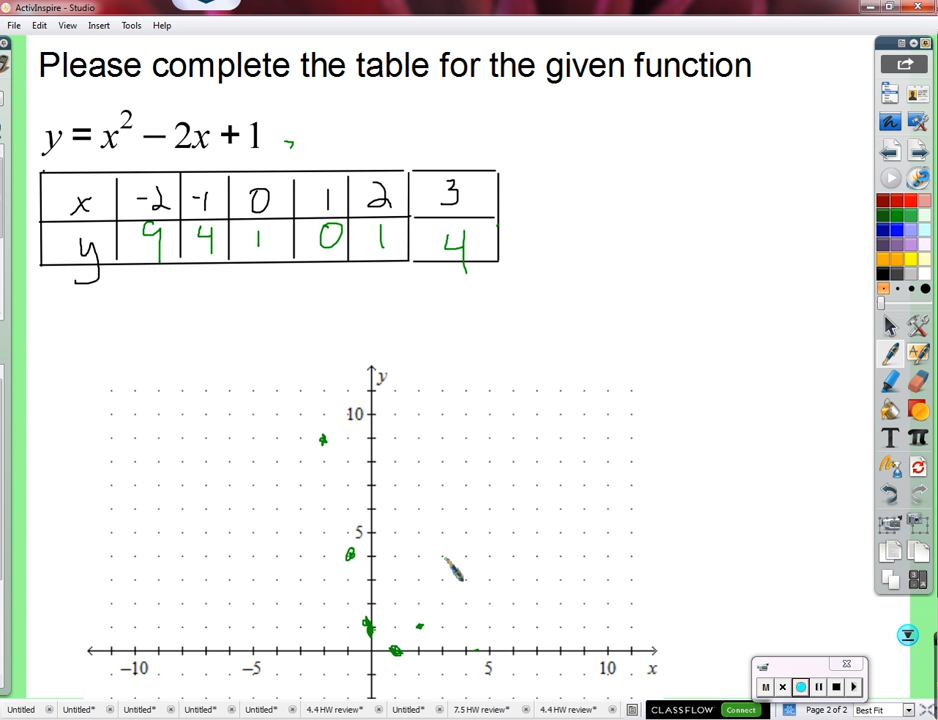 ActivInspire - Studio
File Edit View Insert Tools Help
Please complete the table for the given function
y = x² − 2x + 1
x -2 -1 0 1 2 3
y 9 4 1 0 1 4
y
10
5
−10 −5 5 10 x
M
Untitled Untitled* Untitled* Untitled* Untitled* 4.4 HW review* Untitled* 7.5 HW review* 4.4 HW review* CLASSFLOW Connect Page 2 of 2 Best Fit